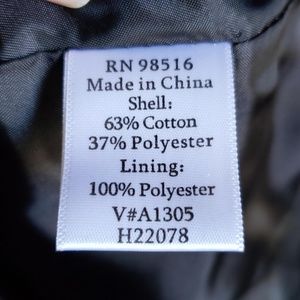 RN 98516
Made in China
Shell:
63% Cotton
37% Polyester
Lining:
100% Polyester
V#A1305
H22078